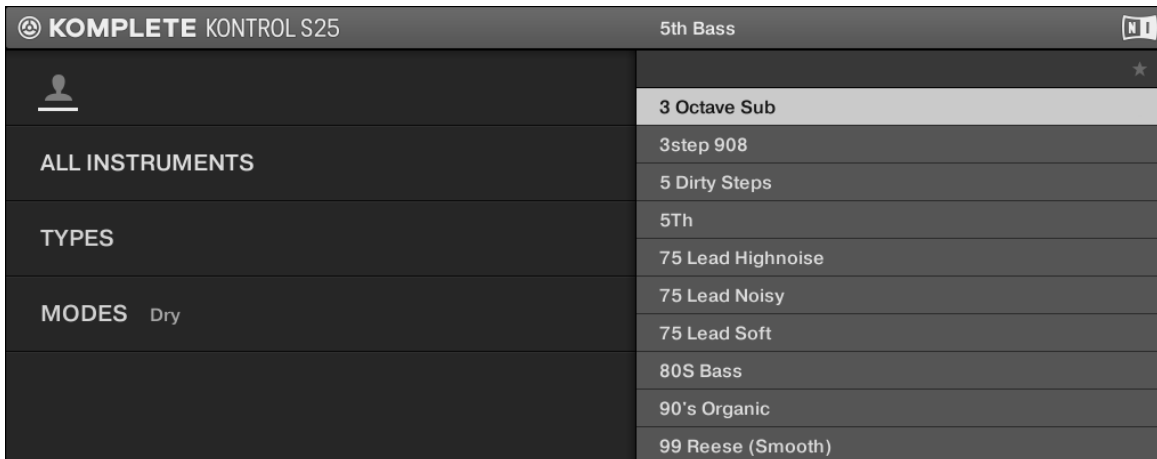 KOMPLETE KONTROL S25
5th Bass
NI
ALL INSTRUMENTS
TYPES
MODES Dry
3 Octave Sub
3step 908
5 Dirty Steps
5Th
75 Lead Highnoise
75 Lead Noisy
75 Lead Soft
80S Bass
90's Organic
99 Reese (Smooth)